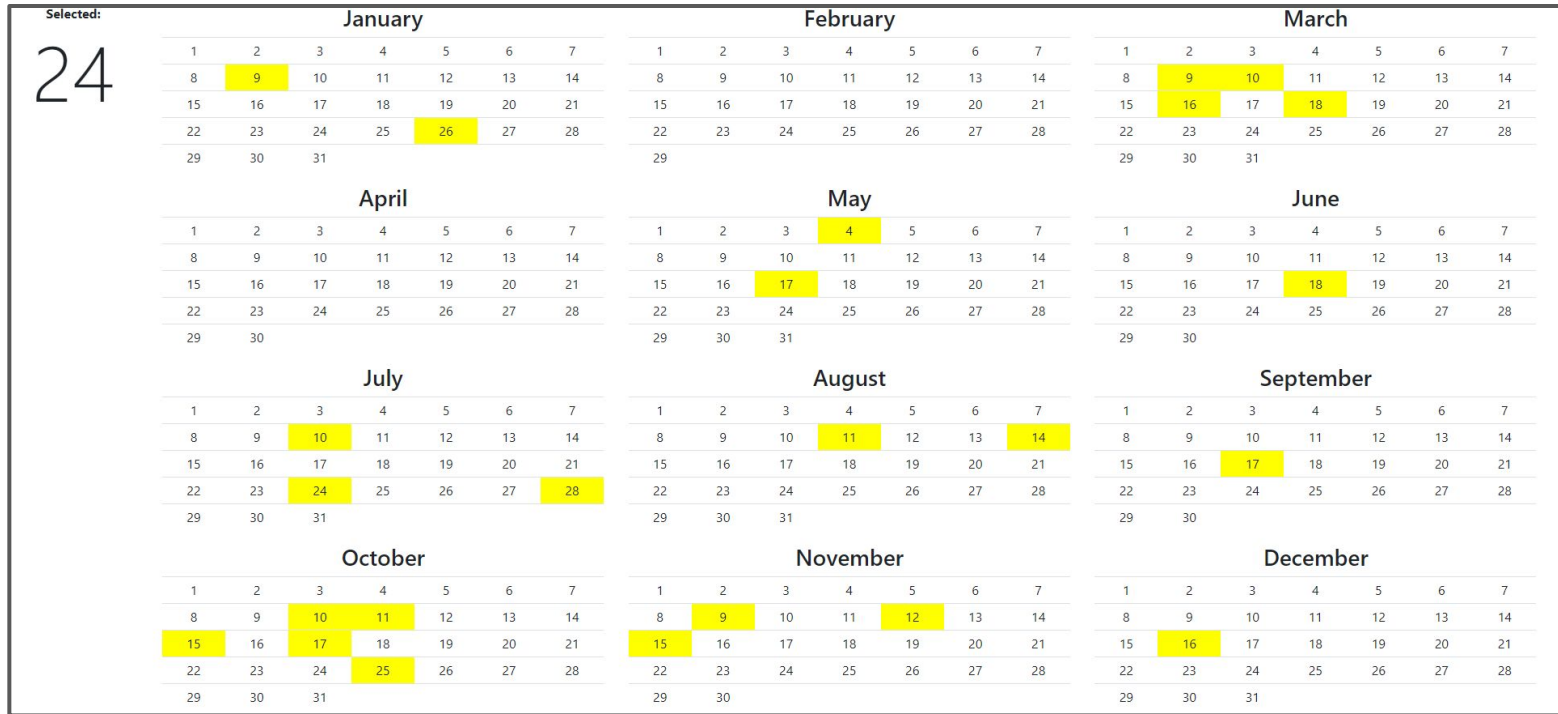 Selected:
24
January February March
1 2 3 4 5 6 7 1 2 3 4 5 6 7 1 2 3 4 5 6 7
8 9 10 11 12 13 14 8 9 10 11 12 13 14 8 9 10 11 12 13 14
15 16 17 18 19 20 21 15 16 17 18 19 20 21 15 16 17 18 19 20 21
22 23 24 25 26 27 28 22 23 24 25 26 27 28 22 23 24 25 26 27 28
29 30 31 29 29 30 31
April May June
1 2 3 4 5 6 7 1 2 3 4 5 6 7 1 2 3 4 5 6 7
8 9 10 11 12 13 14 8 9 10 11 12 13 14 8 9 10 11 12 13 14
15 16 17 18 19 20 21 15 16 17 18 19 20 21 15 16 17 18 19 20 21
22 23 24 25 26 27 28 22 23 24 25 26 27 28 22 23 24 25 26 27 28
29 30 29 30 31 29 30
July August September
1 2 3 4 5 6 7 1 2 3 4 5 6 7 1 2 3 4 5 6 7
8 9 10 11 12 13 14 8 9 10 11 12 13 14 8 9 10 11 12 13 14
15 16 17 18 19 20 21 15 16 17 18 19 20 21 15 16 17 18 19 20 21
22 23 24 25 26 27 28 22 23 24 25 26 27 28 22 23 24 25 26 27 28
29 30 31 29 30 31 29 30
October November December
1 2 3 4 5 6 7 1 2 3 4 5 6 7 1 2 3 4 5 6 7
8 9 10 11 12 13 14 8 9 10 11 12 13 14 8 9 10 11 12 13 14
15 16 17 18 19 20 21 15 16 17 18 19 20 21 15 16 17 18 19 20 21
22 23 24 25 26 27 28 22 23 24 25 26 27 28 22 23 24 25 26 27 28
29 30 31 29 30 29 30 31